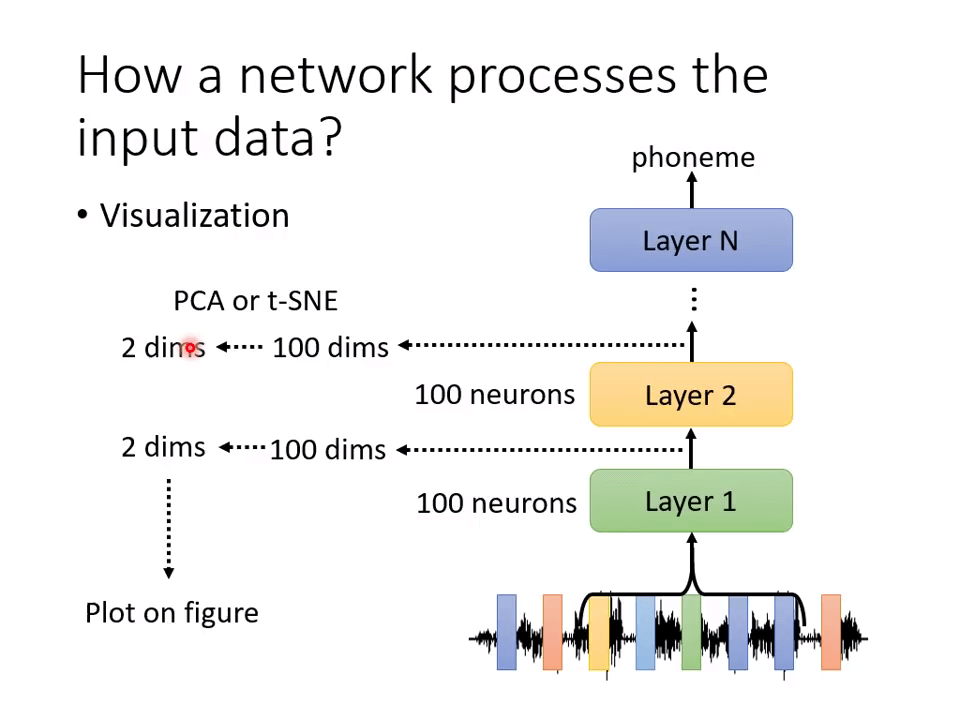 How a network processes the
input data?
phoneme
• Visualization
Layer N
PCA or t-SNE
2 dims
100 dims
100 neurons
Layer 2
2 dims
100 dims
100 neurons
Layer 1
Plot on figure